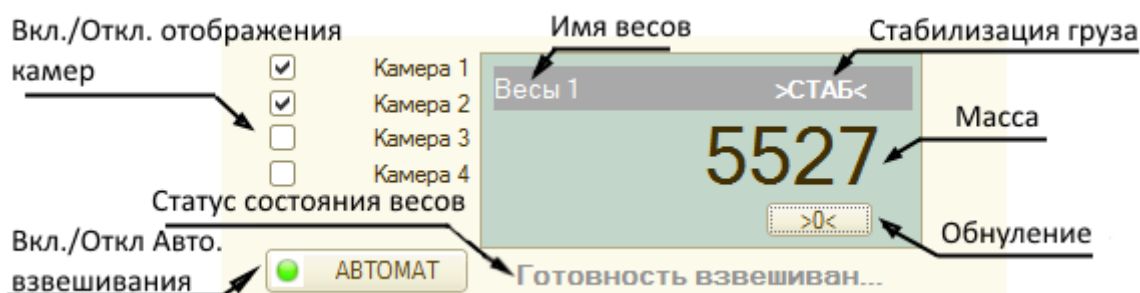 Вкл./Откл. отображения
камер
Имя весов
Стабилизация груза
Камера 1
Камера 2
Камера 3
Камера 4
Весы 1
>СТАБ<
5527
Масса
>0<
Обнуление
Статус состояния весов
Вкл./Откл Авто.
взвешивания
АВТОМАТ
Готовность взвешиван...